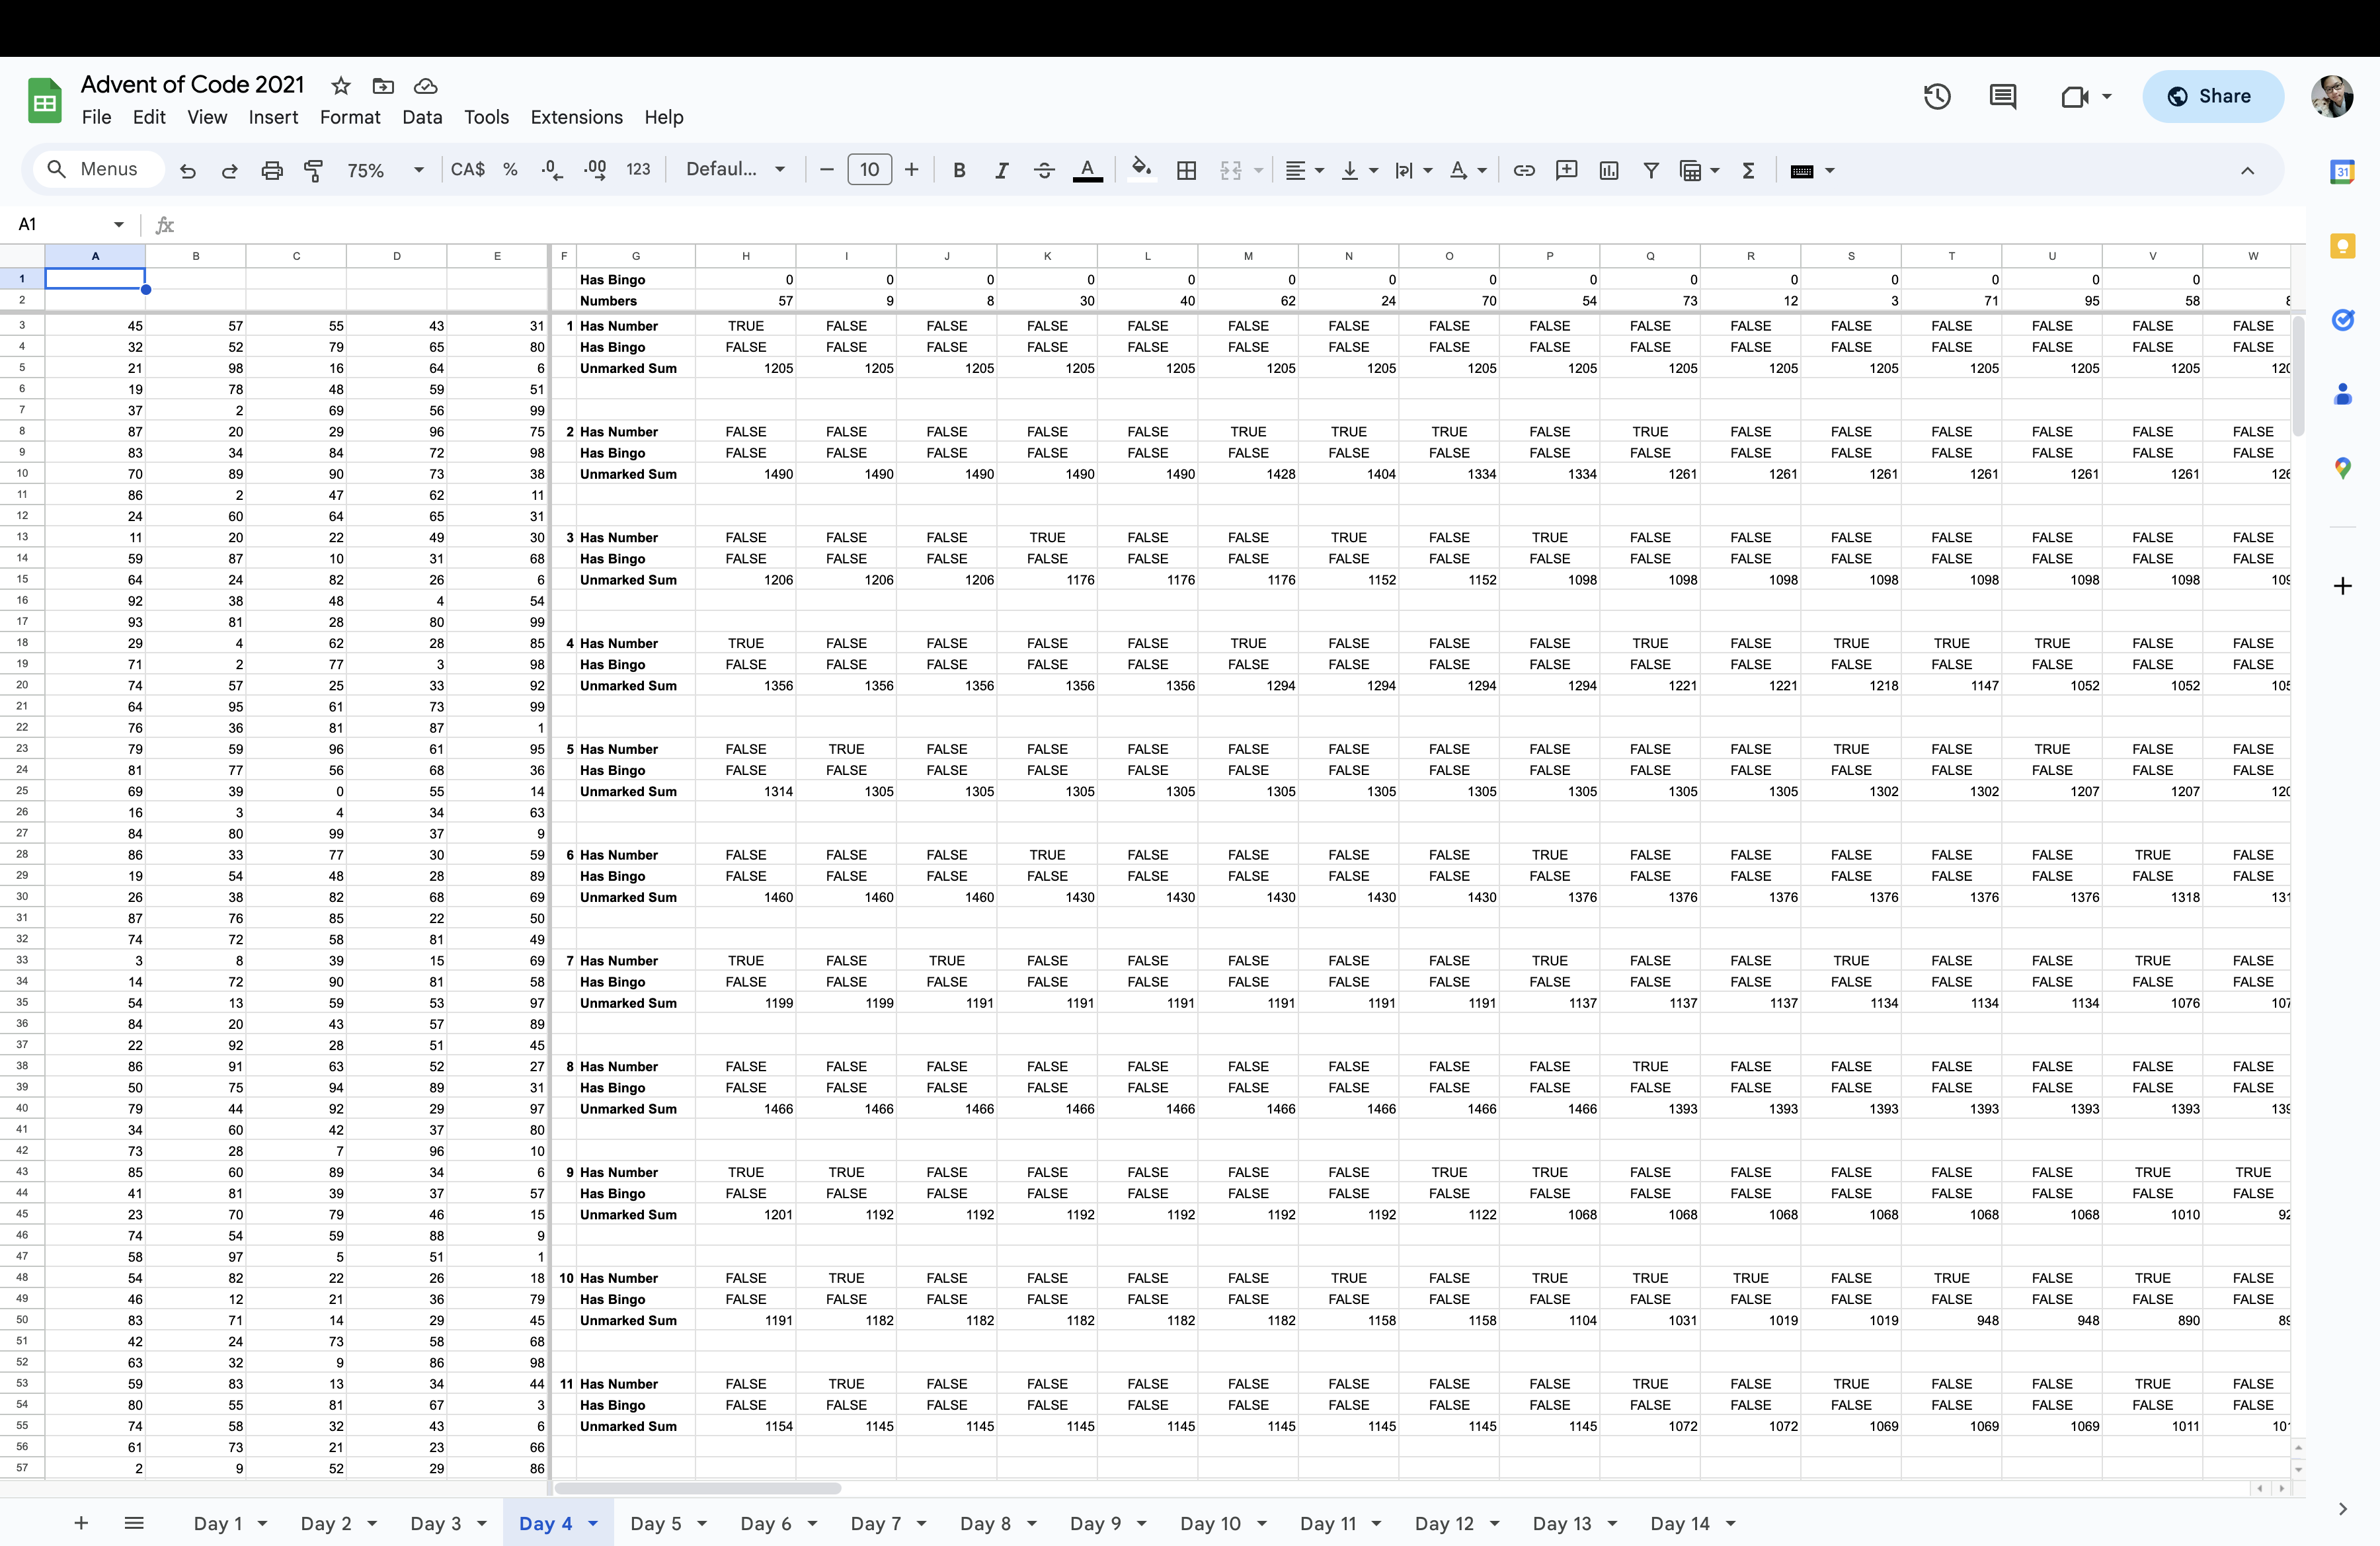 Advent of Code 2021
File Edit View Insert Format Data Tools Extensions Help
Share
Menus 75% CA$ % .0 .00 123 Defaul... 10 B I A
31
A1 fx
A B C D E F G H I J K L M N O P Q R S T U V W
1 Has Bingo 0 0 0 0 0 0 0 0 0 0 0 0 0 0 0
2 Numbers 57 9 8 30 40 62 24 70 54 73 12 3 71 95 58
3 45 57 55 43 31 1 Has Number TRUE FALSE FALSE FALSE FALSE FALSE FALSE FALSE FALSE FALSE FALSE FALSE FALSE FALSE FALSE FALSE
4 32 52 79 65 80 Has Bingo FALSE FALSE FALSE FALSE FALSE FALSE FALSE FALSE FALSE FALSE FALSE FALSE FALSE FALSE FALSE FALSE
5 21 98 16 64 6 Unmarked Sum 1205 1205 1205 1205 1205 1205 1205 1205 1205 1205 1205 1205 1205 1205 1205
6 19 78 48 59 51
7 37 2 69 56 99
8 87 20 29 96 75 2 Has Number FALSE FALSE FALSE FALSE FALSE TRUE TRUE TRUE FALSE TRUE FALSE FALSE FALSE FALSE FALSE FALSE
9 83 34 84 72 98 Has Bingo FALSE FALSE FALSE FALSE FALSE FALSE FALSE FALSE FALSE FALSE FALSE FALSE FALSE FALSE FALSE FALSE
10 70 89 90 73 38 Unmarked Sum 1490 1490 1490 1490 1490 1428 1404 1334 1334 1261 1261 1261 1261 1261 1261
11 86 2 47 62 11
12 24 60 64 65 31
13 11 20 22 49 30 3 Has Number FALSE FALSE FALSE TRUE FALSE FALSE TRUE FALSE TRUE FALSE FALSE FALSE FALSE FALSE FALSE FALSE
14 59 87 10 31 68 Has Bingo FALSE FALSE FALSE FALSE FALSE FALSE FALSE FALSE FALSE FALSE FALSE FALSE FALSE FALSE FALSE FALSE
15 64 24 82 26 6 Unmarked Sum 1206 1206 1206 1176 1176 1176 1152 1152 1098 1098 1098 1098 1098 1098 1098
16 92 38 48 4 54
17 93 81 28 80 99
18 29 4 62 28 85 4 Has Number TRUE FALSE FALSE FALSE FALSE TRUE FALSE FALSE FALSE TRUE FALSE TRUE TRUE TRUE FALSE FALSE
19 71 2 77 3 98 Has Bingo FALSE FALSE FALSE FALSE FALSE FALSE FALSE FALSE FALSE FALSE FALSE FALSE FALSE FALSE FALSE FALSE
20 74 57 25 33 92 Unmarked Sum 1356 1356 1356 1356 1356 1294 1294 1294 1294 1221 1221 1218 1147 1052 1052
21 64 95 61 73 99
22 76 36 81 87 1
23 79 59 96 61 95 5 Has Number FALSE TRUE FALSE FALSE FALSE FALSE FALSE FALSE FALSE FALSE FALSE TRUE FALSE TRUE FALSE FALSE
24 81 77 56 68 36 Has Bingo FALSE FALSE FALSE FALSE FALSE FALSE FALSE FALSE FALSE FALSE FALSE FALSE FALSE FALSE FALSE FALSE
25 69 39 0 55 14 Unmarked Sum 1314 1305 1305 1305 1305 1305 1305 1305 1305 1305 1305 1302 1302 1207 1207
26 16 3 4 34 63
27 84 80 99 37 9
28 86 33 77 30 59 6 Has Number FALSE FALSE FALSE TRUE FALSE FALSE FALSE FALSE TRUE FALSE FALSE FALSE FALSE FALSE TRUE FALSE
29 19 54 48 28 89 Has Bingo FALSE FALSE FALSE FALSE FALSE FALSE FALSE FALSE FALSE FALSE FALSE FALSE FALSE FALSE FALSE FALSE
30 26 38 82 68 69 Unmarked Sum 1460 1460 1460 1430 1430 1430 1430 1430 1376 1376 1376 1376 1376 1376 1318
31 87 76 85 22 50
32 74 72 58 81 49
33 3 8 39 15 69 7 Has Number TRUE FALSE TRUE FALSE FALSE FALSE FALSE FALSE TRUE FALSE FALSE TRUE FALSE FALSE TRUE FALSE
34 14 72 90 81 58 Has Bingo FALSE FALSE FALSE FALSE FALSE FALSE FALSE FALSE FALSE FALSE FALSE FALSE FALSE FALSE FALSE FALSE
35 54 13 59 53 97 Unmarked Sum 1199 1199 1191 1191 1191 1191 1191 1191 1137 1137 1137 1134 1134 1134 1076
36 84 20 43 57 89
37 22 92 28 51 45
38 86 91 63 52 27 8 Has Number FALSE FALSE FALSE FALSE FALSE FALSE FALSE FALSE FALSE TRUE FALSE FALSE FALSE FALSE FALSE FALSE
39 50 75 94 89 31 Has Bingo FALSE FALSE FALSE FALSE FALSE FALSE FALSE FALSE FALSE FALSE FALSE FALSE FALSE FALSE FALSE FALSE
40 79 44 92 29 97 Unmarked Sum 1466 1466 1466 1466 1466 1466 1466 1466 1466 1393 1393 1393 1393 1393 1393
41 34 60 42 37 80
42 73 28 7 96 10
43 85 60 89 34 6 9 Has Number TRUE TRUE FALSE FALSE FALSE FALSE FALSE TRUE TRUE FALSE FALSE FALSE FALSE FALSE TRUE TRUE
44 41 81 39 37 57 Has Bingo FALSE FALSE FALSE FALSE FALSE FALSE FALSE FALSE FALSE FALSE FALSE FALSE FALSE FALSE FALSE FALSE
45 23 70 79 46 15 Unmarked Sum 1201 1192 1192 1192 1192 1192 1192 1122 1068 1068 1068 1068 1068 1068 1010
46 74 54 59 88 9
47 58 97 5 51 1
48 54 82 22 26 18 10 Has Number FALSE TRUE FALSE FALSE FALSE FALSE TRUE FALSE TRUE TRUE TRUE FALSE TRUE FALSE TRUE FALSE
49 46 12 21 36 79 Has Bingo FALSE FALSE FALSE FALSE FALSE FALSE FALSE FALSE FALSE FALSE FALSE FALSE FALSE FALSE FALSE FALSE
50 83 71 14 29 45 Unmarked Sum 1191 1182 1182 1182 1182 1182 1158 1158 1104 1031 1019 1019 948 948 890
51 42 24 73 58 68
52 63 32 9 86 98
53 59 83 13 34 44 11 Has Number FALSE TRUE FALSE FALSE FALSE FALSE FALSE FALSE FALSE TRUE FALSE TRUE FALSE FALSE TRUE FALSE
54 80 55 81 67 3 Has Bingo FALSE FALSE FALSE FALSE FALSE FALSE FALSE FALSE FALSE FALSE FALSE FALSE FALSE FALSE FALSE FALSE
55 74 58 32 43 6 Unmarked Sum 1154 1145 1145 1145 1145 1145 1145 1145 1145 1072 1072 1069 1069 1069 1011
56 61 73 21 23 66
57 2 9 52 29 86
Day 1 Day 2 Day 3 Day 4 Day 5 Day 6 Day 7 Day 8 Day 9 Day 10 Day 11 Day 12 Day 13 Day 14